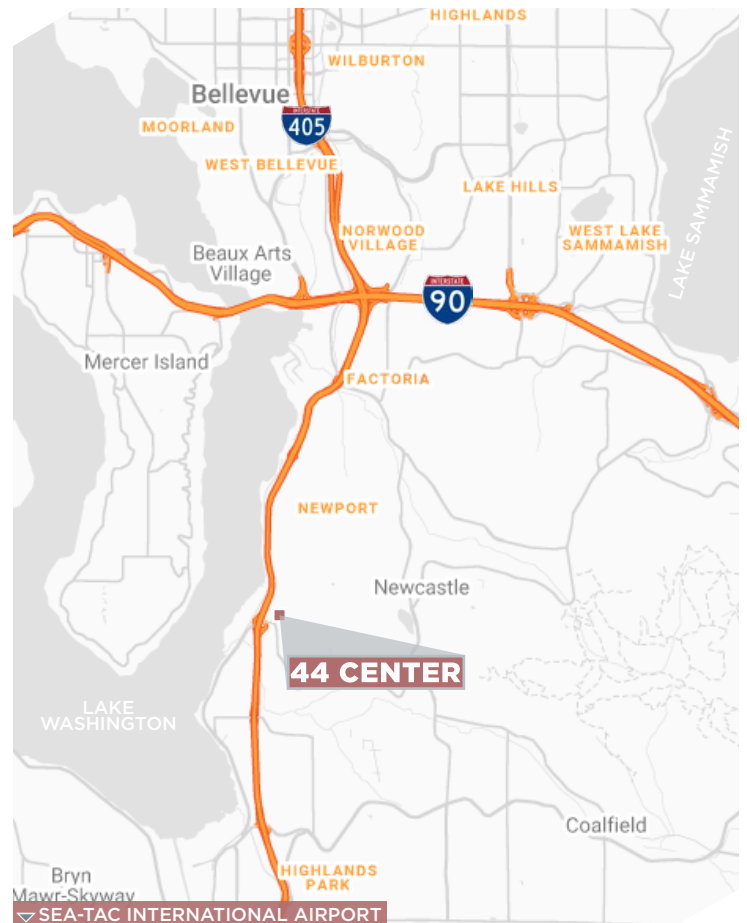 HIGHLANDS
WILBURTON
Bellevue
INTERSTATE
405
MOORLAND
WEST BELLEVUE
LAKE HILLS
LAKE SAMMAMISH
NORWOOD
VILLAGE
WEST LAKE
SAMMAMISH
Beaux Arts
Village
INTERSTATE
90
Mercer Island
FACTORIA
NEWPORT
Newcastle
44 CENTER
LAKE
WASHINGTON
Coalfield
HIGHLANDS
PARK
Bryn
Mawr-Skyway
SEA-TAC INTERNATIONAL AIRPORT